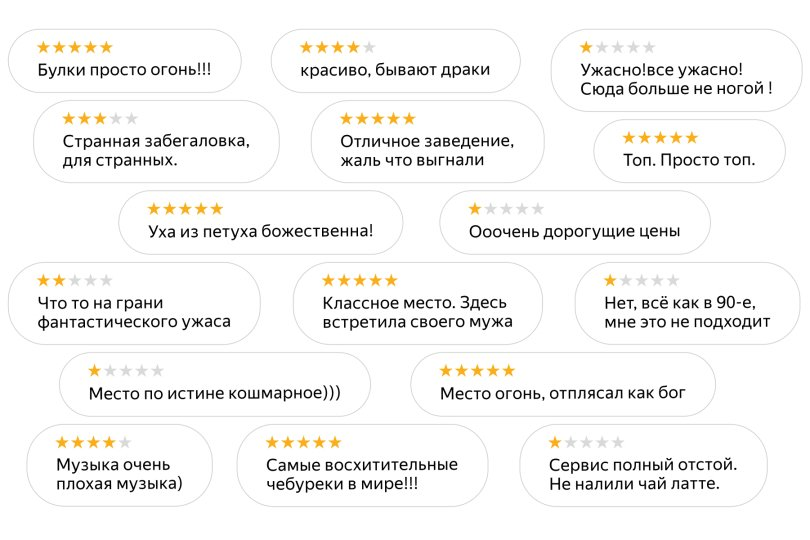 Булки просто огонь!!!
красиво, бывают драки
Ужасно!все ужасно!
Сюда больше не ногой !
Странная забегаловка,
для странных.
Отличное заведение,
жаль что выгнали
Топ. Просто топ.
Уха из петуха божественна!
Ооочень дорогущие цены
Что то на грани
фантастического ужаса
Классное место. Здесь
встретила своего мужа
Нет, всё как в 90-е,
мне это не подходит
Место по истине кошмарное)))
Место огонь, отплясал как бог
Музыка очень
плохая музыка)
Самые восхитительные
чебуреки в мире!!!
Сервис полный отстой.
Не налили чай латте.